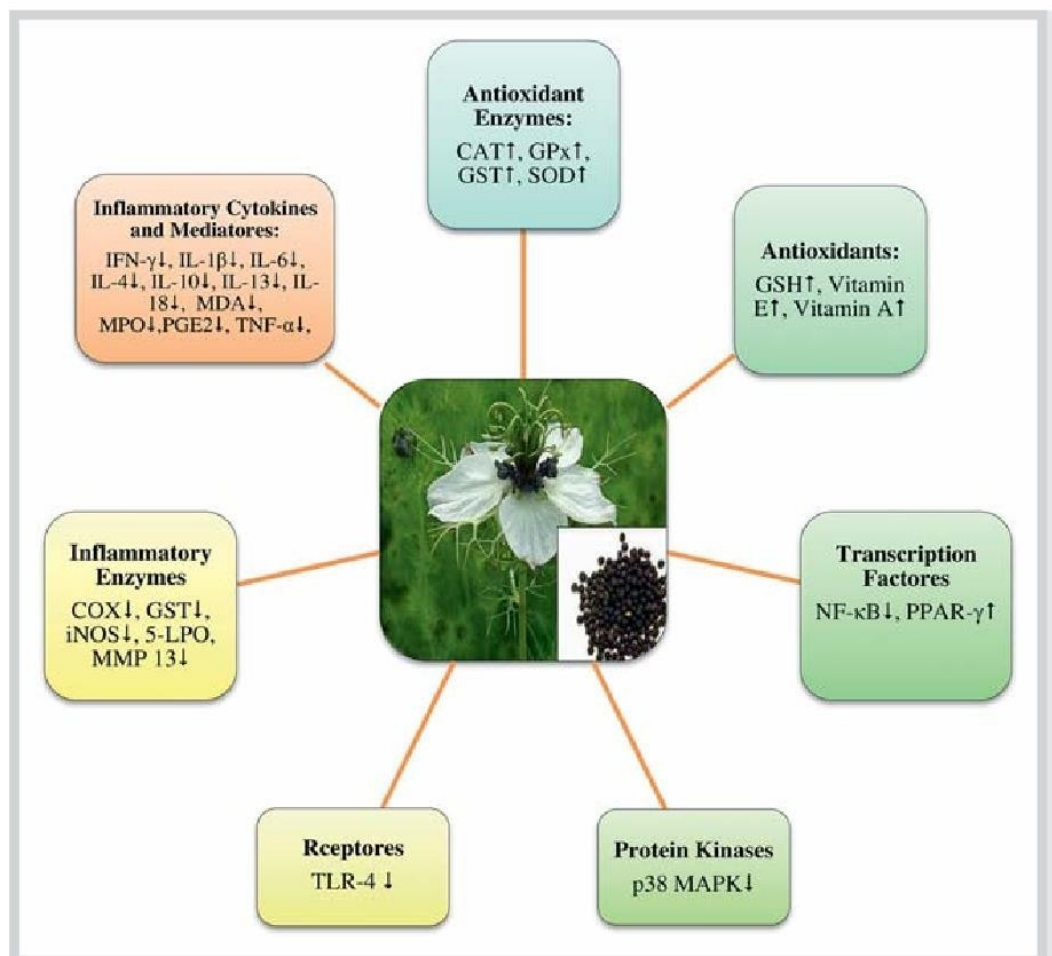 Antioxidant
Enzymes:
CAT↑, GPx↑,
GST↑, SOD↑
Inflammatory Cytokines
and Mediatores:
IFN-γ↓, IL-1β↓, IL-6↓,
IL-4↓, IL-10↓, IL-13↓, IL-
18↓, MDA↓,
MPO↓,PGE2↓, TNF-α↓,
Antioxidants:
GSH↑, Vitamin
E↑, Vitamin A↑
Inflammatory
Enzymes
COX↓, GST↓,
iNOS↓, 5-LPO,
MMP 13↓
Transcription
Factores
NF-κB↓, PPAR-γ↑
Rceptores
TLR-4 ↓
Protein Kinases
p38 MAPK↓